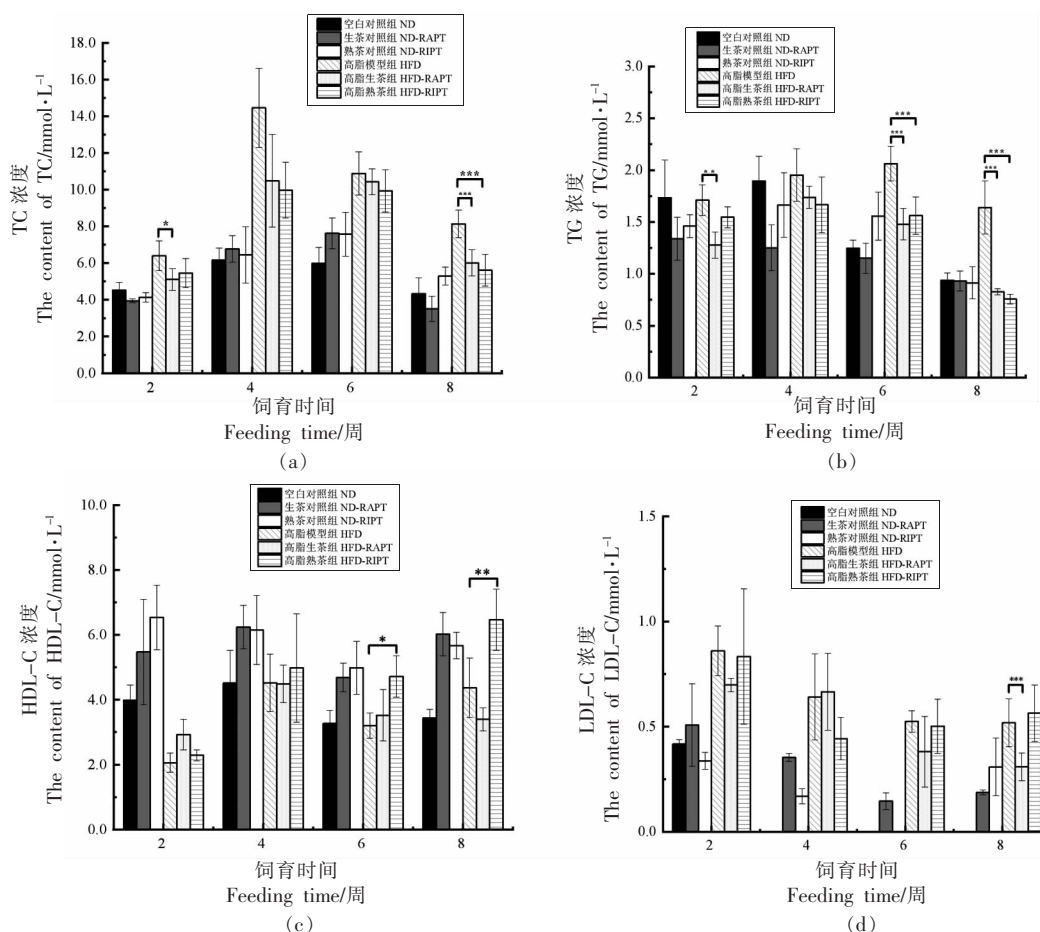 空白对照组 ND
生茶对照组 ND-RAPT
熟茶对照组 ND-RIPT
高脂模型组 HFD
高脂生茶组 HFD-RAPT
高脂熟茶组 HFD-RIPT
TC 浓度
The content of TC/mmol·L⁻¹
18.0
16.0
14.0
12.0
10.0
8.0
6.0
4.0
2.0
0.0
*
***
***
2 4 6 8
饲育时间
Feeding time/周
(a)
空白对照组 ND
生茶对照组 ND-RAPT
熟茶对照组 ND-RIPT
高脂模型组 HFD
高脂生茶组 HFD-RAPT
高脂熟茶组 HFD-RIPT
TG 浓度
The content of TG/mmol·L⁻¹
3.0
2.5
2.0
1.5
1.0
0.5
0.0
**
***
***
***
***
2 4 6 8
饲育时间
Feeding time/周
(b)
空白对照组 ND
生茶对照组 ND-RAPT
熟茶对照组 ND-RIPT
高脂模型组 HFD
高脂生茶组 HFD-RAPT
高脂熟茶组 HFD-RIPT
HDL-C 浓度
The content of HDL-C/mmol·L⁻¹
10.0
8.0
6.0
4.0
2.0
0.0
*
**
2 4 6 8
饲育时间
Feeding time/周
(c)
空白对照组 ND
生茶对照组 ND-RAPT
熟茶对照组 ND-RIPT
高脂模型组 HFD
高脂生茶组 HFD-RAPT
高脂熟茶组 HFD-RIPT
LDL-C 浓度
The content of LDL-C/mmol·L⁻¹
1.5
1.0
0.5
0.0
***
2 4 6 8
饲育时间
Feeding time/周
(d)